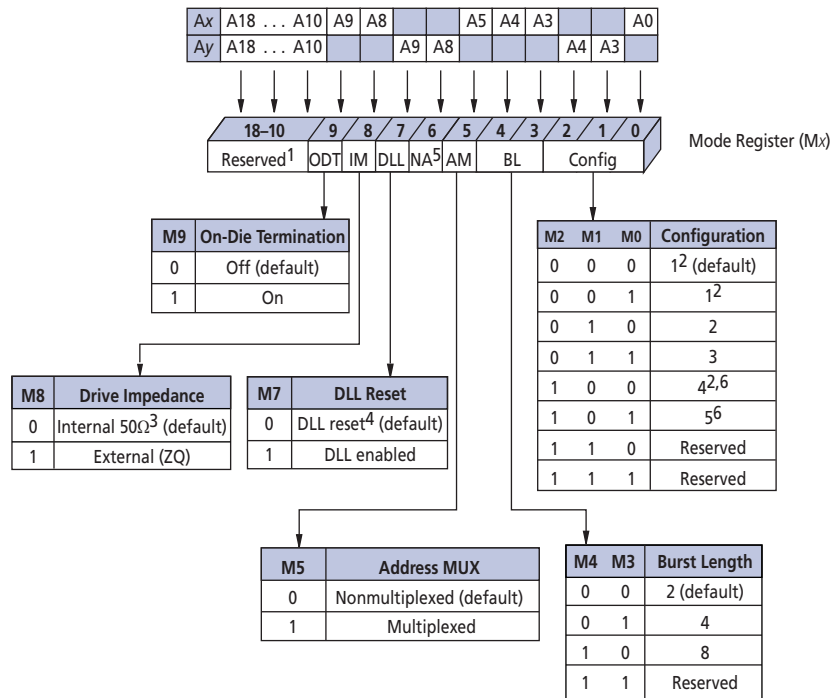 Ax A18 . . . A10 A9 A8 A5 A4 A3 A0
Ay A18 . . . A10 A9 A8 A4 A3
18–10 9 8 7 6 5 4 3 2 1 0
Mode Register (Mx)
Reserved1 ODT IM DLL NA5 AM BL Config
M9 On-Die Termination
0 Off (default)
1 On
M2 M1 M0 Configuration
0 0 0 12 (default)
0 0 1 12
0 1 0 2
0 1 1 3
1 0 0 42,6
1 0 1 56
1 1 0 Reserved
1 1 1 Reserved
M8 Drive Impedance
0 Internal 50Ω3 (default)
1 External (ZQ)
M7 DLL Reset
0 DLL reset4 (default)
1 DLL enabled
M5 Address MUX
0 Nonmultiplexed (default)
1 Multiplexed
M4 M3 Burst Length
0 0 2 (default)
0 1 4
1 0 8
1 1 Reserved